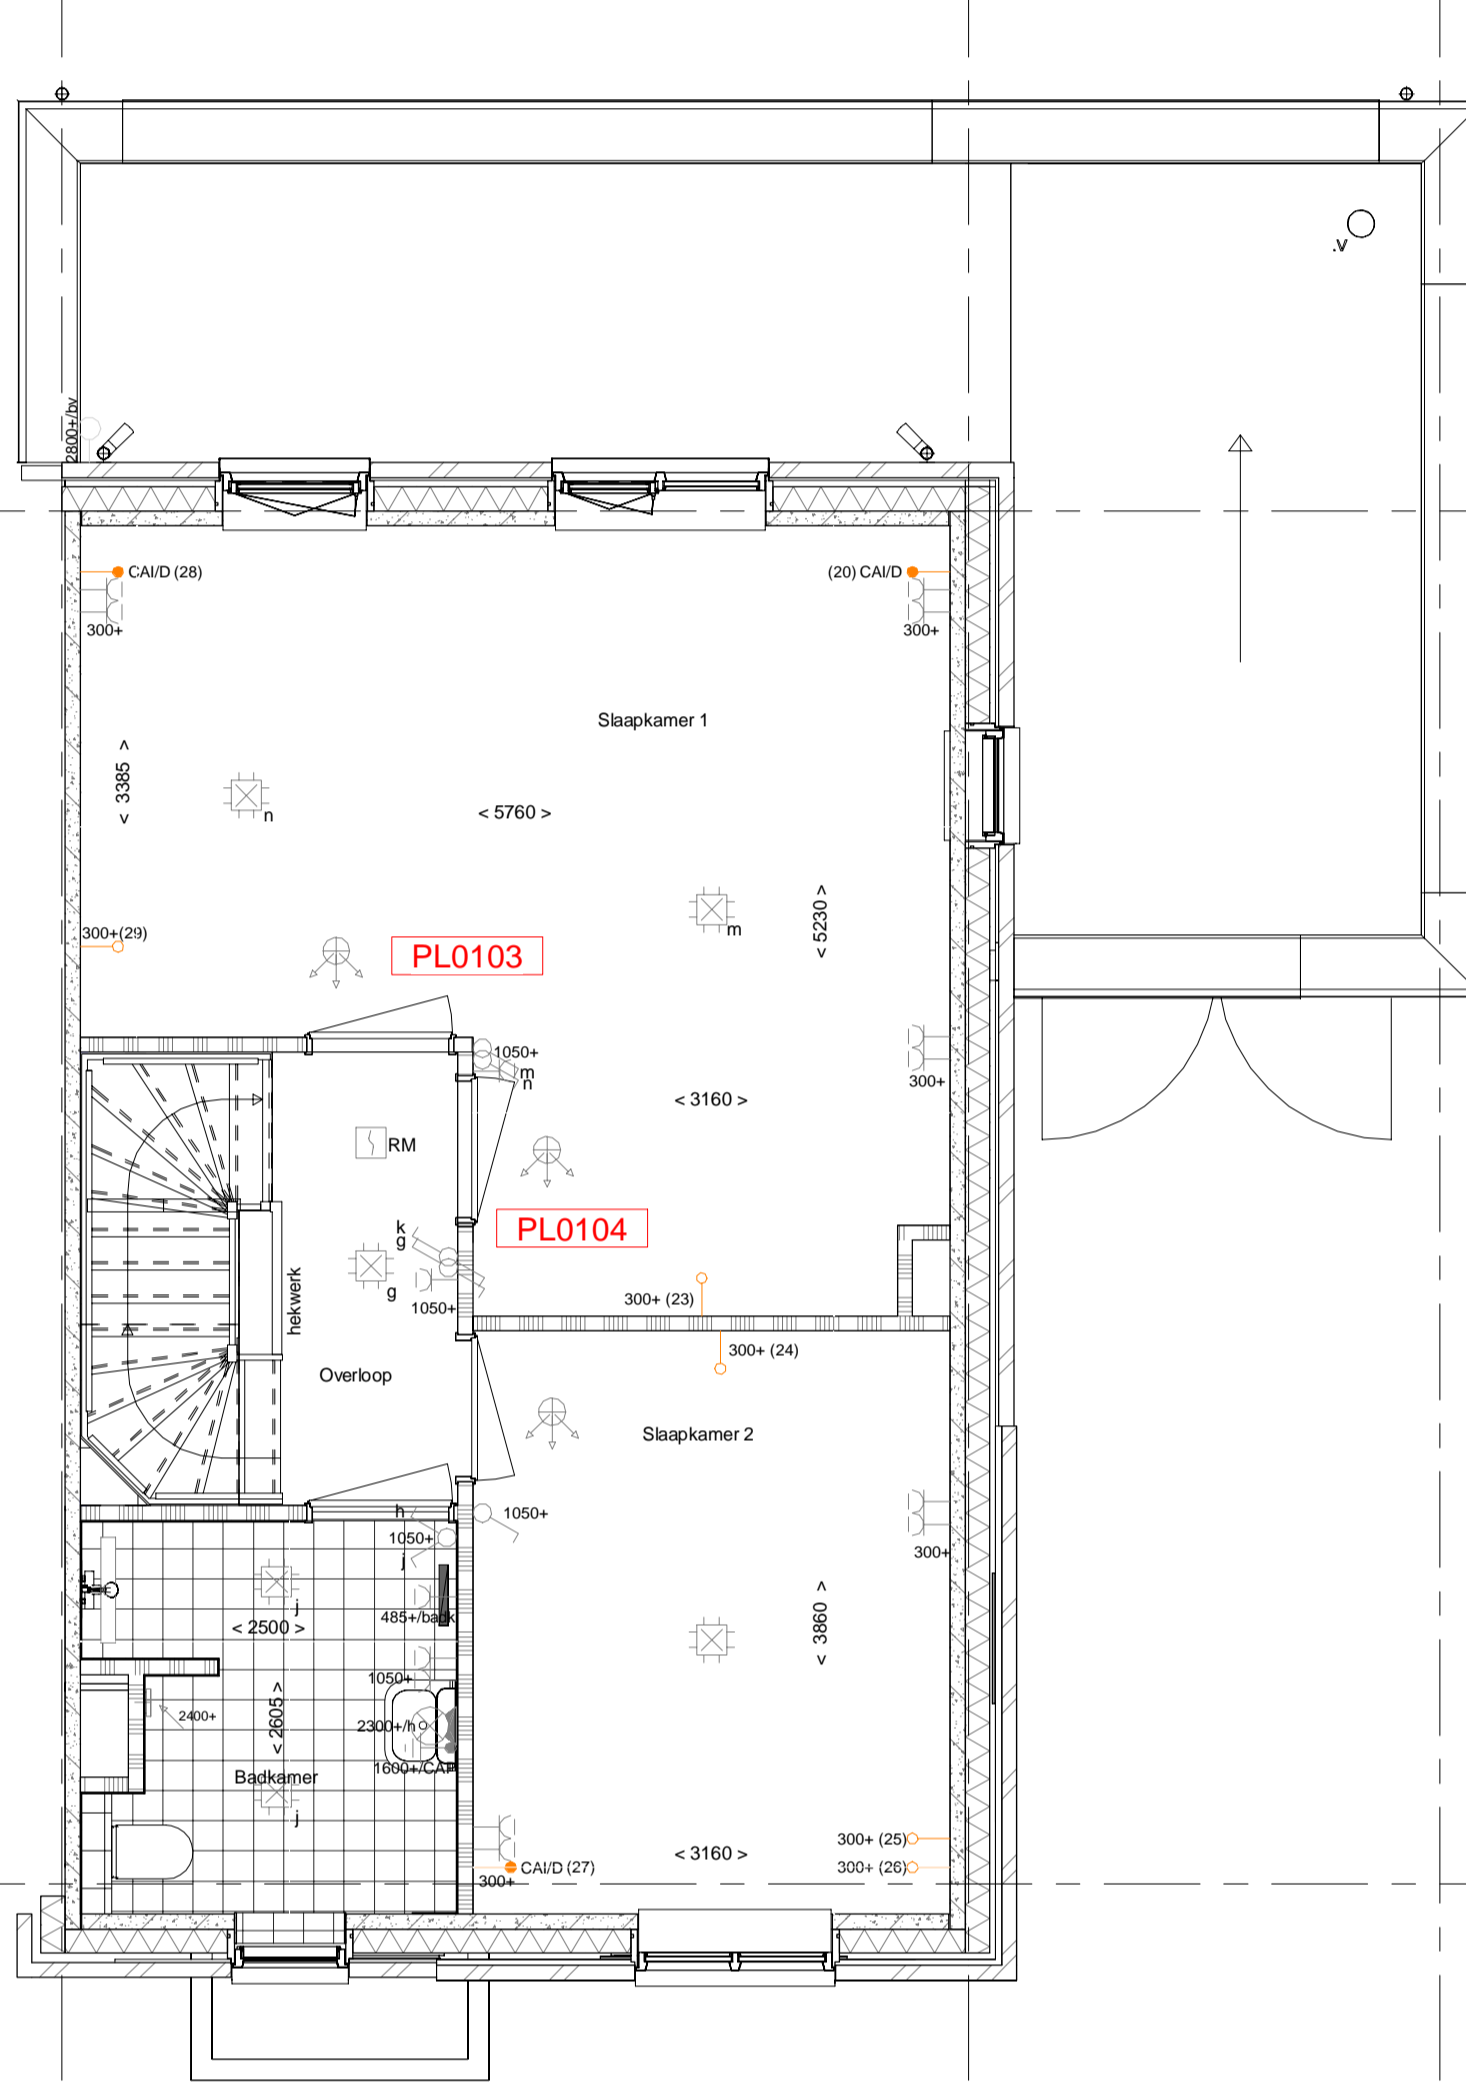 .V
2800+/bv
CAI/D (28)
(20) CAI/D
300+
300+
Slaapkamer 1
< 3385 >
n
< 5760 >
m
< 5230 >
300+(29)
PL0103
1050+
m
n
300+
< 3160 >
RM
k
g
g
PL0104
hekwerk
1050+
300+ (23)
300+ (24)
Overloop
Slaapkamer 2
h
1050+
1050+
j
300+
j
485+/badk
< 2500 >
< 3860 >
1050+
2400+
< 2605 >
2300+/h
1600+/CAP
Badkamer
j
300+ (25)
< 3160 >
CAI/D (27)
300+ (26)
300+